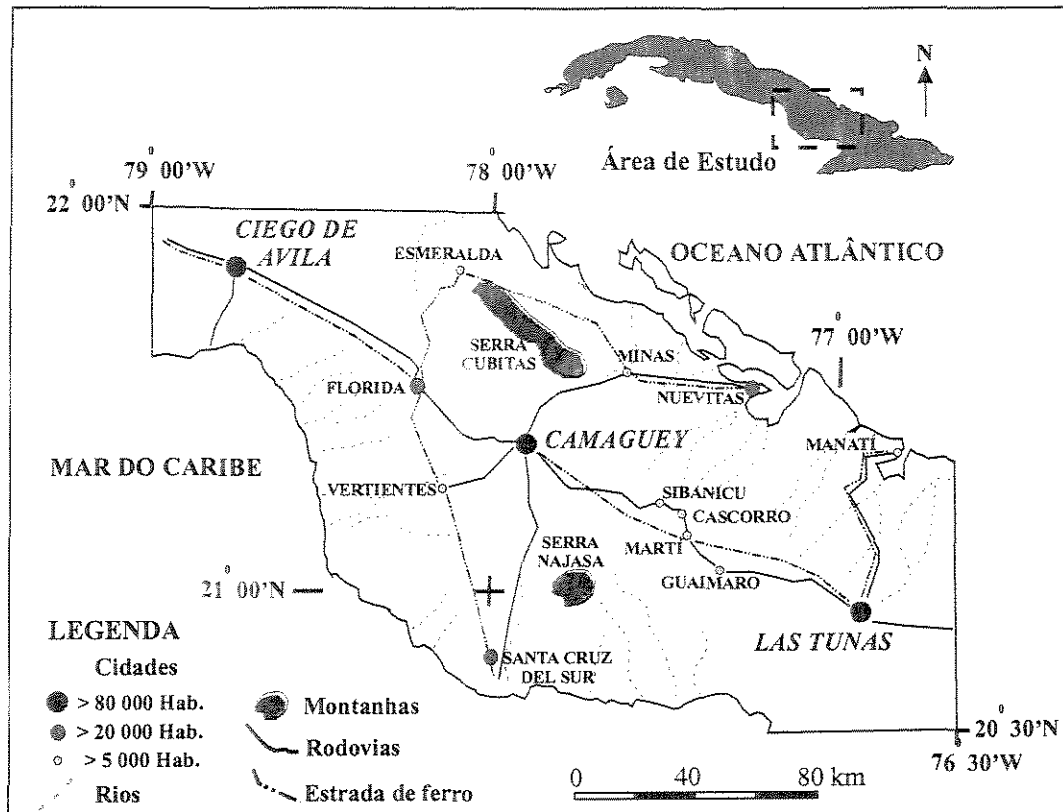 N
Área de Estudo
79° 00'W
78° 00'W
22° 00'N
CIEGO DE
AVILA
ESMERALDA
OCEANO ATLÂNTICO
77° 00'W
SERRA
CUBITAS
MINAS
FLORIDA
NUEVITAS
CAMAGUEY
MANATI
MAR DO CARIBE
VERTIENTES
SIBANICU
CASCORRO
SERRA
NAJASA
MARTI
GUAIMARO
21° 00'N
LAS TUNAS
SANTA CRUZ
DEL SUR
LEGENDA
Cidades
> 80 000 Hab.
> 20 000 Hab.
> 5 000 Hab.
Rios
Montanhas
Rodovias
Estrada de ferro
0 40 80 km
20° 30'N
76° 30'W